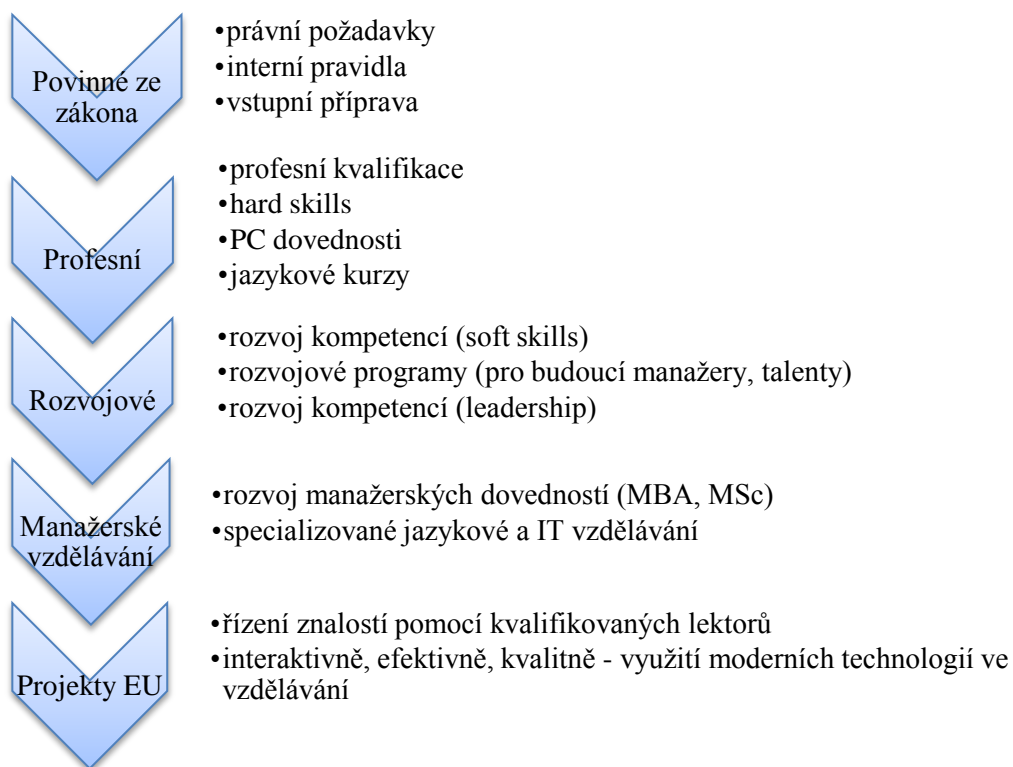 Povinné ze
zákona
•právní požadavky
•interní pravidla
•vstupní příprava
Profesní
•profesní kvalifikace
•hard skills
•PC dovednosti
•jazykové kurzy
Rozvojové
•rozvoj kompetencí (soft skills)
•rozvojové programy (pro budoucí manažery, talenty)
•rozvoj kompetencí (leadership)
Manažerské
vzdělávání
•rozvoj manažerských dovedností (MBA, MSc)
•specializované jazykové a IT vzdělávání
Projekty EU
•řízení znalostí pomocí kvalifikovaných lektorů
•interaktivně, efektivně, kvalitně - využití moderních technologií ve
vzdělávání